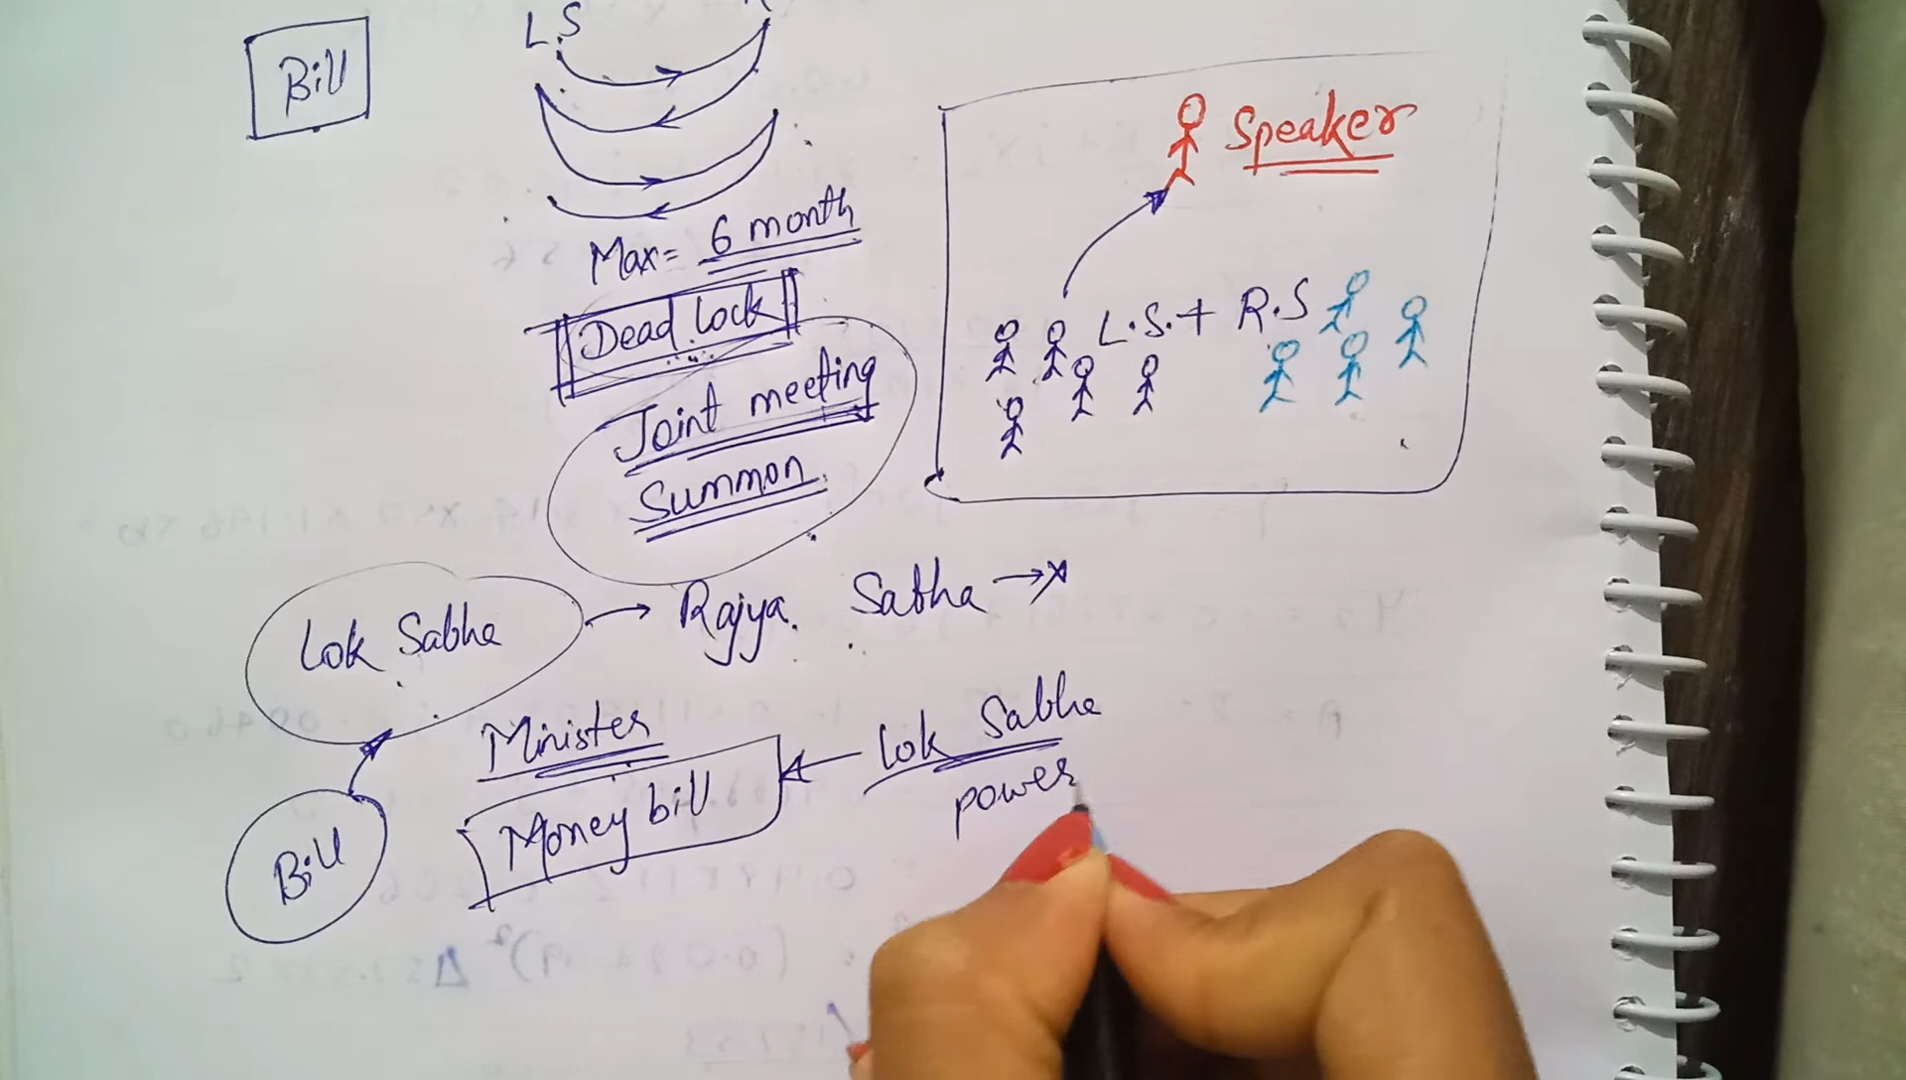 Bill
L.S
Max= 6 month
Dead lock
Joint meeting
Summon
Speaker
L.S.+ R.S
Lok Sabha → Rajya Sabha →x
Minister
Money bill ← Lok Sabha
power
Bill